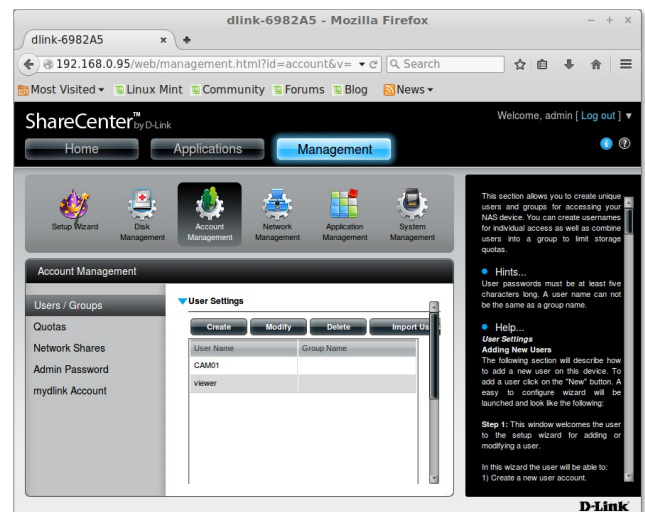 dlink-6982A5 - Mozilla Firefox
dlink-6982A5
192.168.0.95/web/management.html?id=account&v=
Search
Most Visited
Linux Mint
Community
Forums
Blog
News
ShareCenter™ by D-Link
Welcome, admin [ Log out ]
Home
Applications
Management
Setup Wizard
Disk
Management
Account
Management
Network
Management
Application
Management
System
Management
Account Management
Users / Groups
Quotas
Network Shares
Admin Password
mydlink Account
User Settings
Create
Modify
Delete
Import Us
User Name
Group Name
CAM01
viewer
This section allows you to create unique
users and groups for accessing your
NAS device. You can create usernames
for individual access as well as combine
users into a group to limit storage
quotas.
Hints...
User passwords must be at least five
characters long. A user name can not
be the same as a group name.
Help...
User Settings
Adding New Users
The following section will describe how
to add a new user on this device. To
add a user click on the "New" button. A
easy to configure wizard will be
launched and look like the following:
Step 1: This window welcomes the user
to the setup wizard for adding or
modifying a user.
In this wizard the user will be able to:
1) Create a new user account.
D-Link